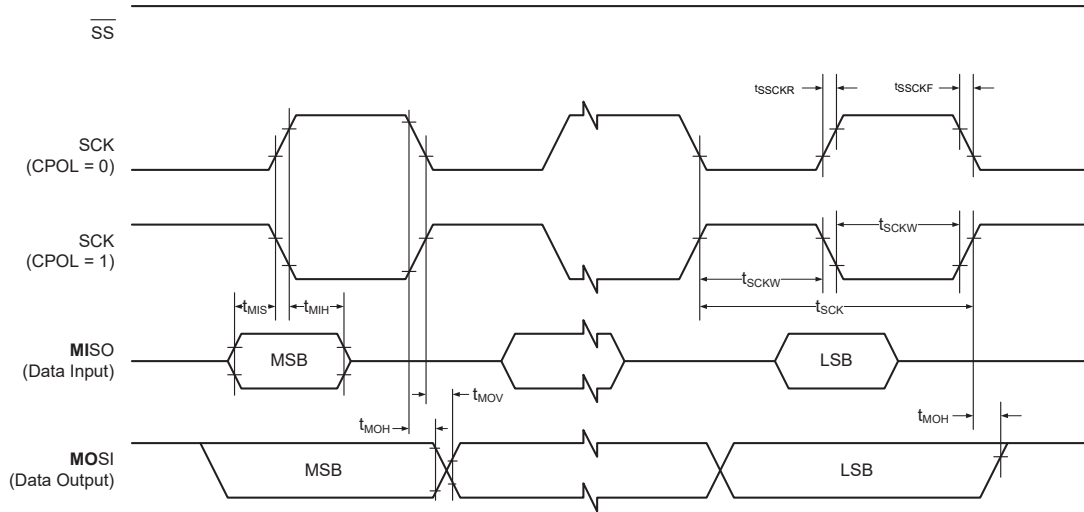 SS
tSSCKR
tSSCKF
SCK
(CPOL = 0)
SCK
(CPOL = 1)
tSCKW
tSCKW
tSCK
tMIS
tMIH
MISO
(Data Input)
MSB
LSB
tMOV
tMOH
tMOH
MOSI
(Data Output)
MSB
LSB